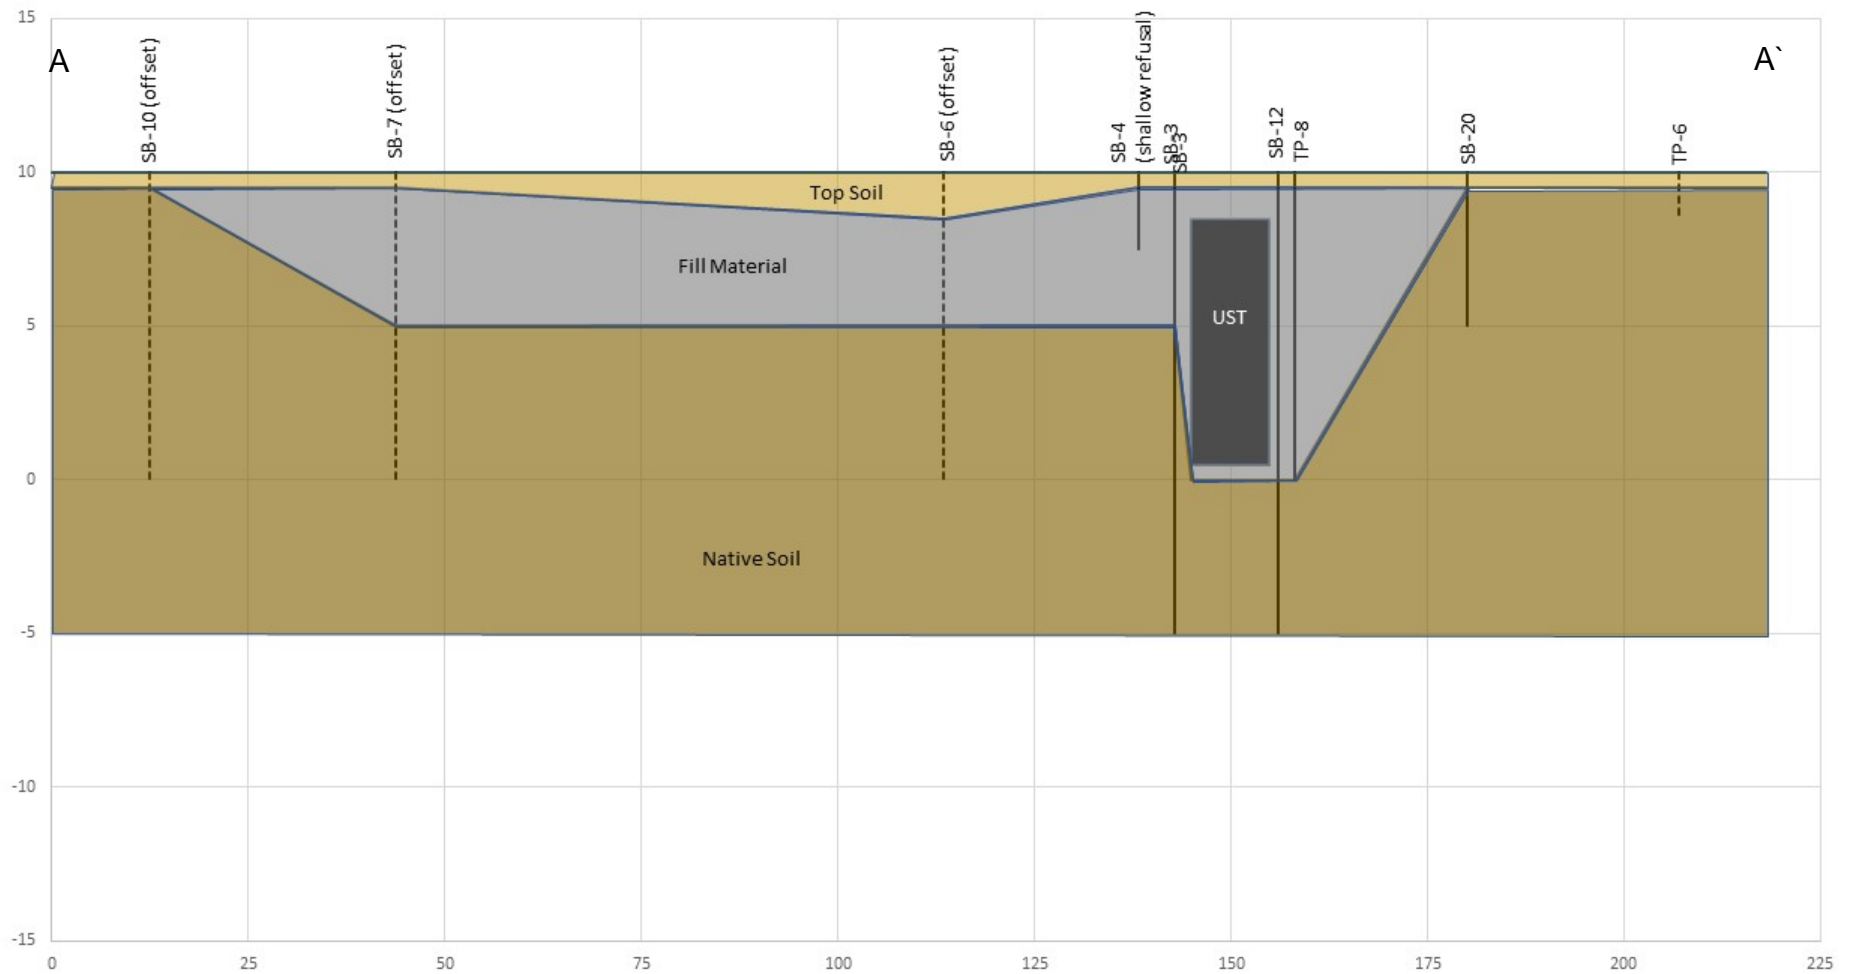 15
A
SB-10 (offset)
SB-7 (offset)
SB-6 (offset)
SB-4
(shallow refusal)
SB-3
SB-3
SB-12
TP-8
SB-20
TP-6
A`
10
Top Soil
Fill Material
5
UST
0
Native Soil
-5
-10
-15
0 25 50 75 100 125 150 175 200 225